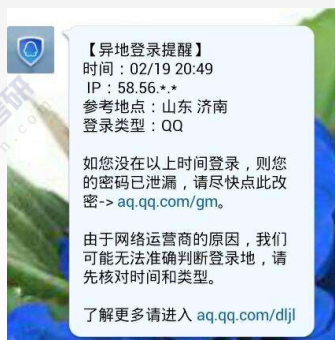 【异地登录提醒】
时间：02/19 20:49
IP：58.56.*.*
参考地点：山东 济南
登录类型：QQ
如您没在以上时间登录，则您
的密码已泄漏，请尽快点此改
密-> aq.qq.com/gm。
由于网络运营商的原因，我们
可能无法准确判断登录地，请
先核对时间和类型。
了解更多请进入 aq.qq.com/dljl